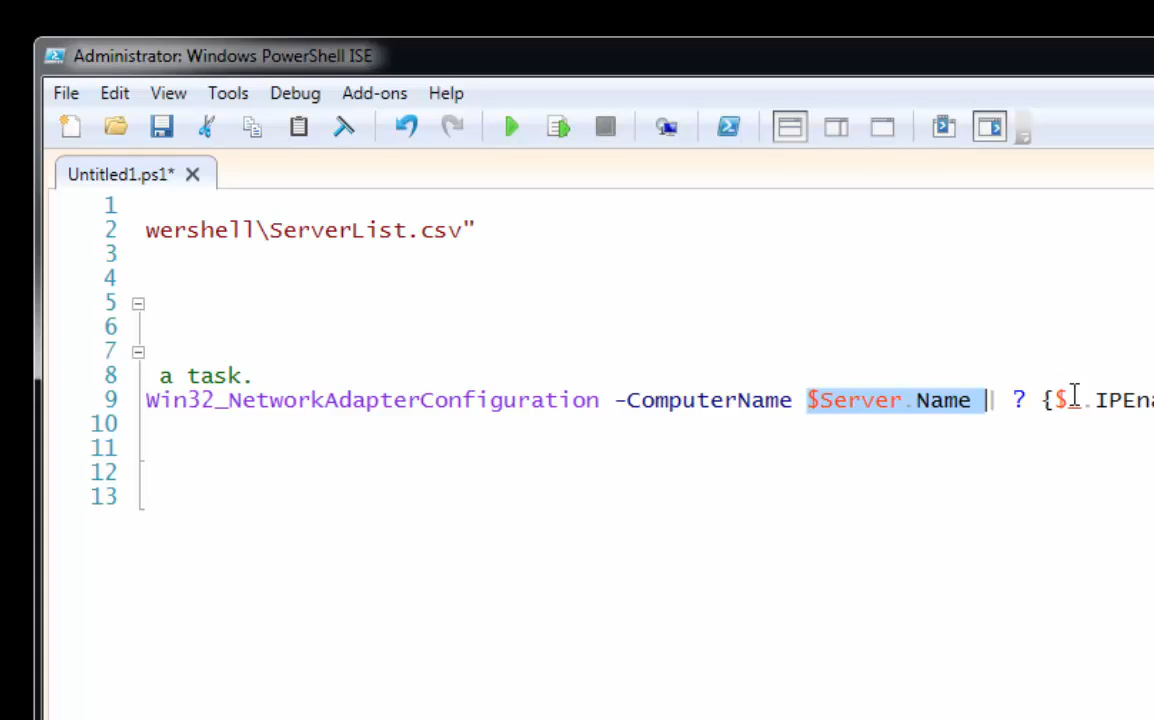 Administrator: Windows PowerShell ISE
File Edit View Tools Debug Add-ons Help
Untitled1.ps1*
1
2 wershell\ServerList.csv"
3
4
5
6
7
8 a task.
9 Win32_NetworkAdapterConfiguration -ComputerName $Server.Name | ? {$_.IPEna
10
11
12
13